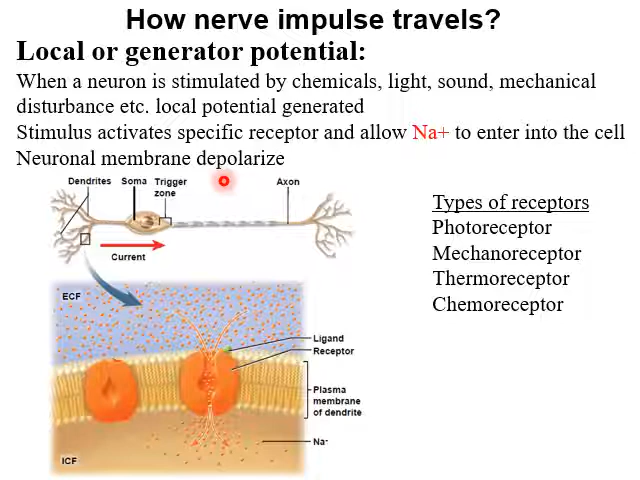 How nerve impulse travels?
Local or generator potential:
When a neuron is stimulated by chemicals, light, sound, mechanical
disturbance etc. local potential generated
Stimulus activates specific receptor and allow Na+ to enter into the cell
Neuronal membrane depolarize
Dendrites Soma Trigger zone Axon
Current
Types of receptors
Photoreceptor
Mechanoreceptor
Thermoreceptor
Chemoreceptor
ECF
Ligand
Receptor
Plasma
membrane
of dendrite
Na+
ICF